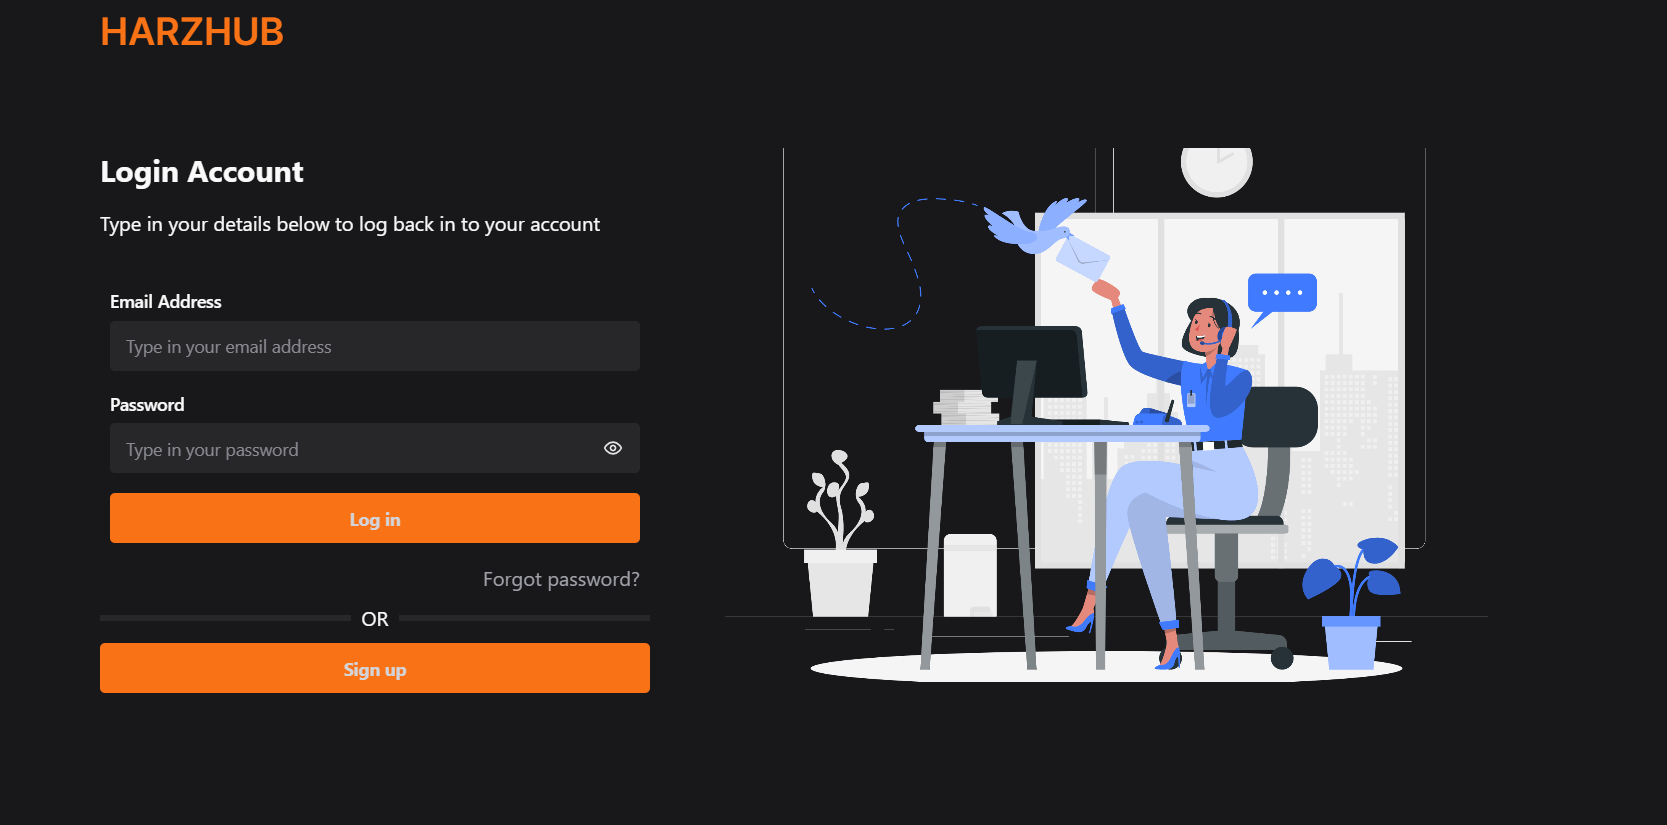 HARZHUB
Login Account
Type in your details below to log back in to your account
Email Address
Type in your email address
Password
Type in your password
Log in
Forgot password?
OR
Sign up